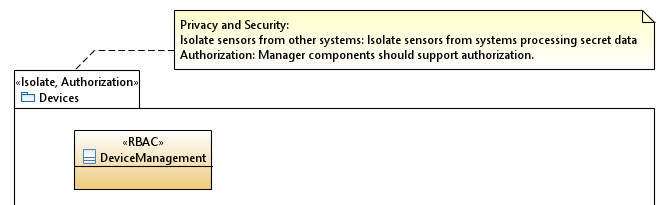 Privacy and Security:
Isolate sensors from other systems: Isolate sensors from systems processing secret data
Authorization: Manager components should support authorization.
«Isolate, Authorization»
Devices
«RBAC»
DeviceManagement